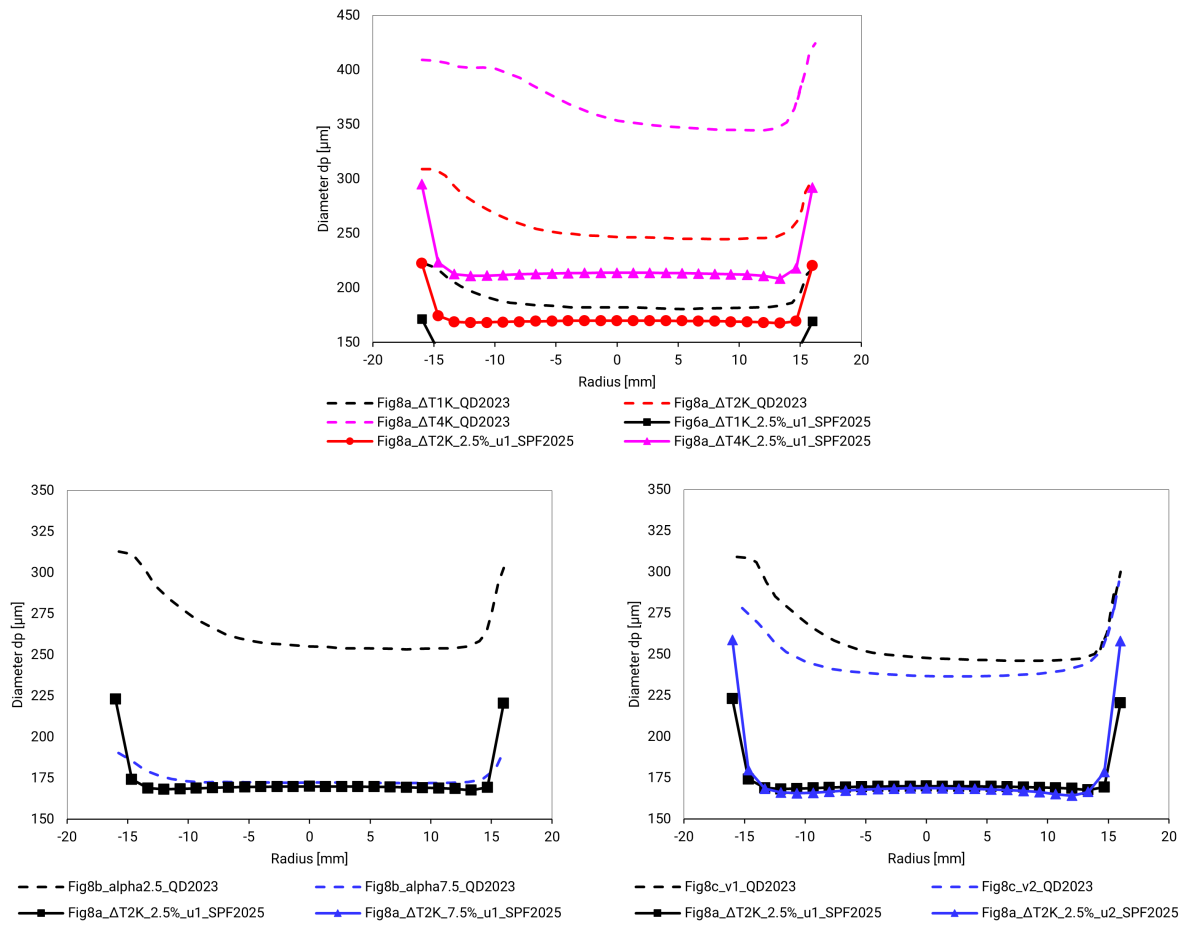 450
400
350
300
250
200
150
Diameter dp [µm]
-20 -15 -10 -5 0 5 10 15 20
Radius [mm]
Fig8a_ΔT1K_QD2023 Fig8a_ΔT2K_QD2023
Fig8a_ΔT4K_QD2023 Fig6a_ΔT1K_2.5%_u1_SPF2025
Fig8a_ΔT2K_2.5%_u1_SPF2025 Fig8a_ΔT4K_2.5%_u1_SPF2025
350
325
300
275
250
225
200
175
150
Diameter dp [µm]
-20 -15 -10 -5 0 5 10 15 20
Radius [mm]
Fig8b_alpha2.5_QD2023 Fig8b_alpha7.5_QD2023
Fig8a_ΔT2K_2.5%_u1_SPF2025 Fig8a_ΔT2K_7.5%_u1_SPF2025
350
325
300
275
250
225
200
175
150
Diameter dp [µm]
-20 -15 -10 -5 0 5 10 15 20
Radius [mm]
Fig8c_v1_QD2023 Fig8c_v2_QD2023
Fig8a_ΔT2K_2.5%_u1_SPF2025 Fig8a_ΔT2K_2.5%_u2_SPF2025